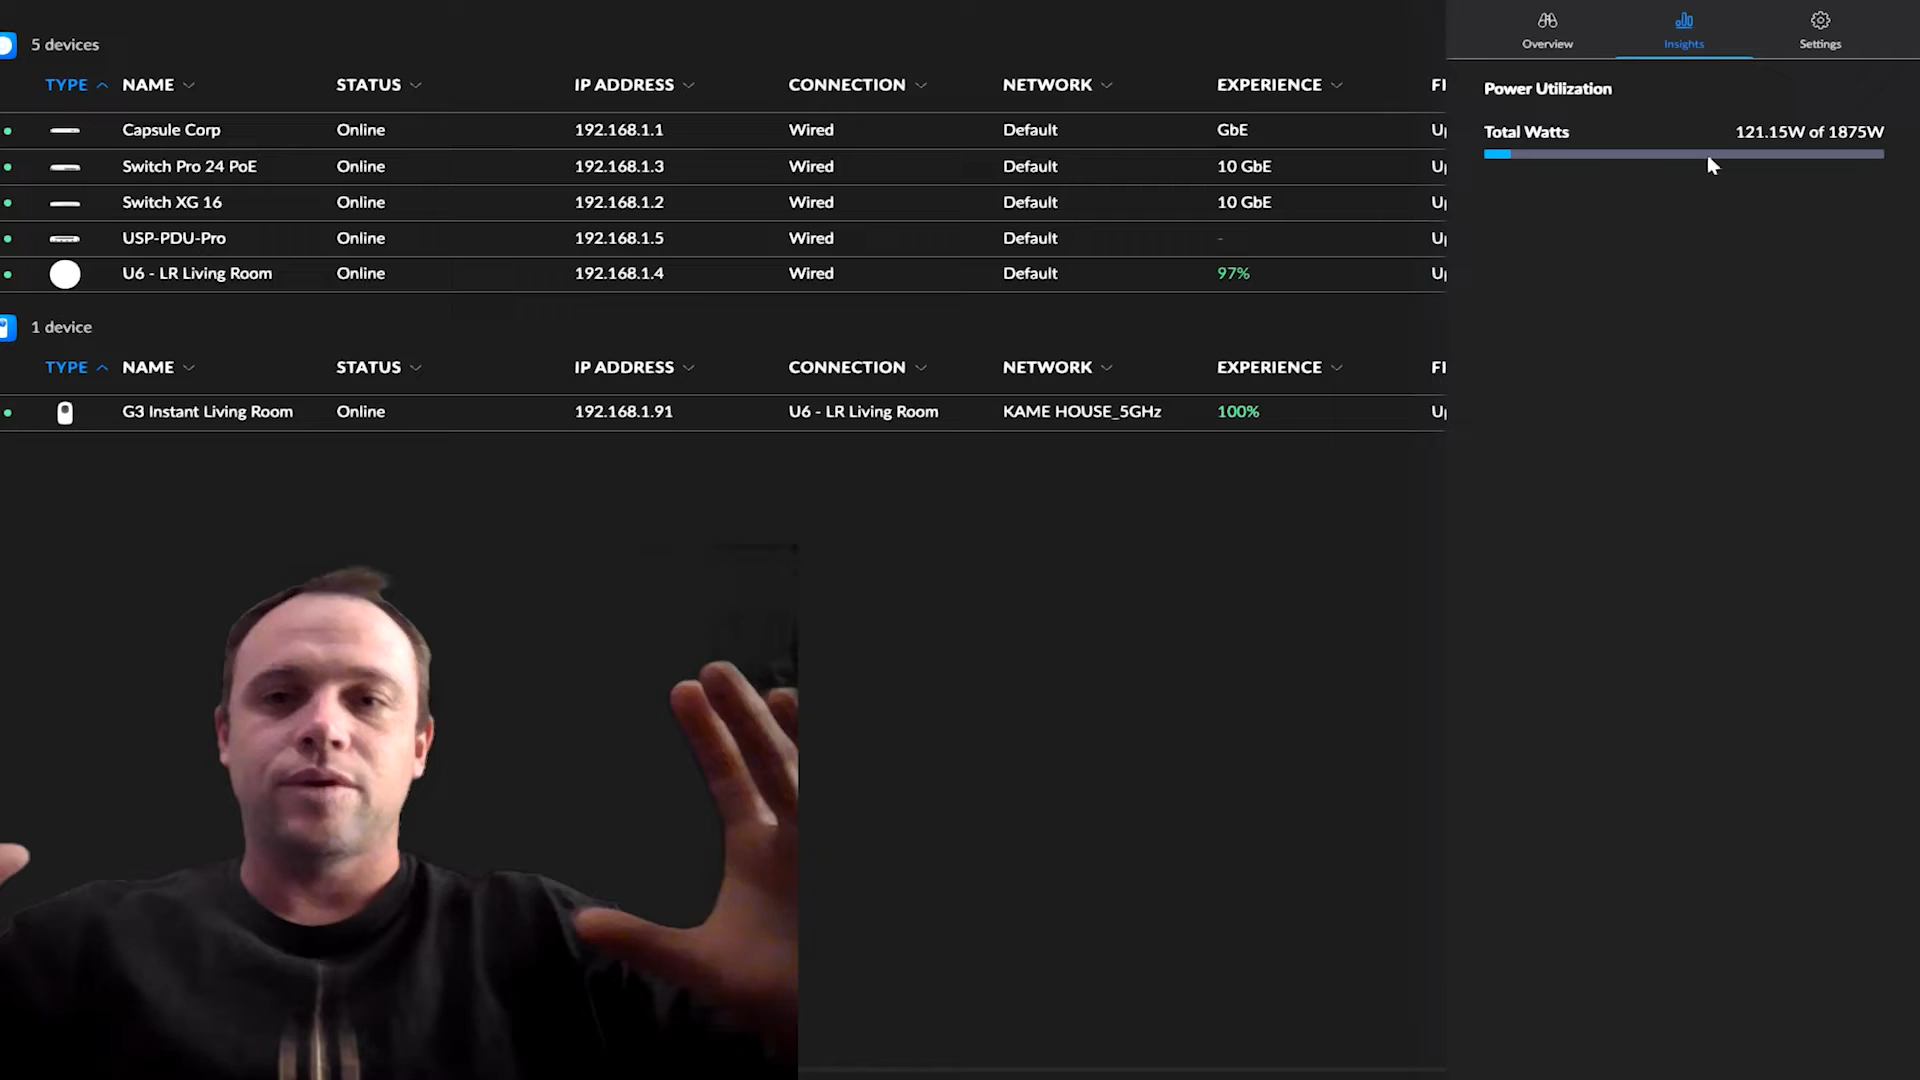 5 devices
TYPE NAME STATUS IP ADDRESS CONNECTION NETWORK EXPERIENCE
Capsule Corp Online 192.168.1.1 Wired Default GbE
Switch Pro 24 PoE Online 192.168.1.3 Wired Default 10 GbE
Switch XG 16 Online 192.168.1.2 Wired Default 10 GbE
USP-PDU-Pro Online 192.168.1.5 Wired Default -
U6 - LR Living Room Online 192.168.1.4 Wired Default 97%
1 device
TYPE NAME STATUS IP ADDRESS CONNECTION NETWORK EXPERIENCE
G3 Instant Living Room Online 192.168.1.91 U6 - LR Living Room KAME HOUSE_5GHz 100%
Overview Insights Settings
Power Utilization
Total Watts 121.15W of 1875W